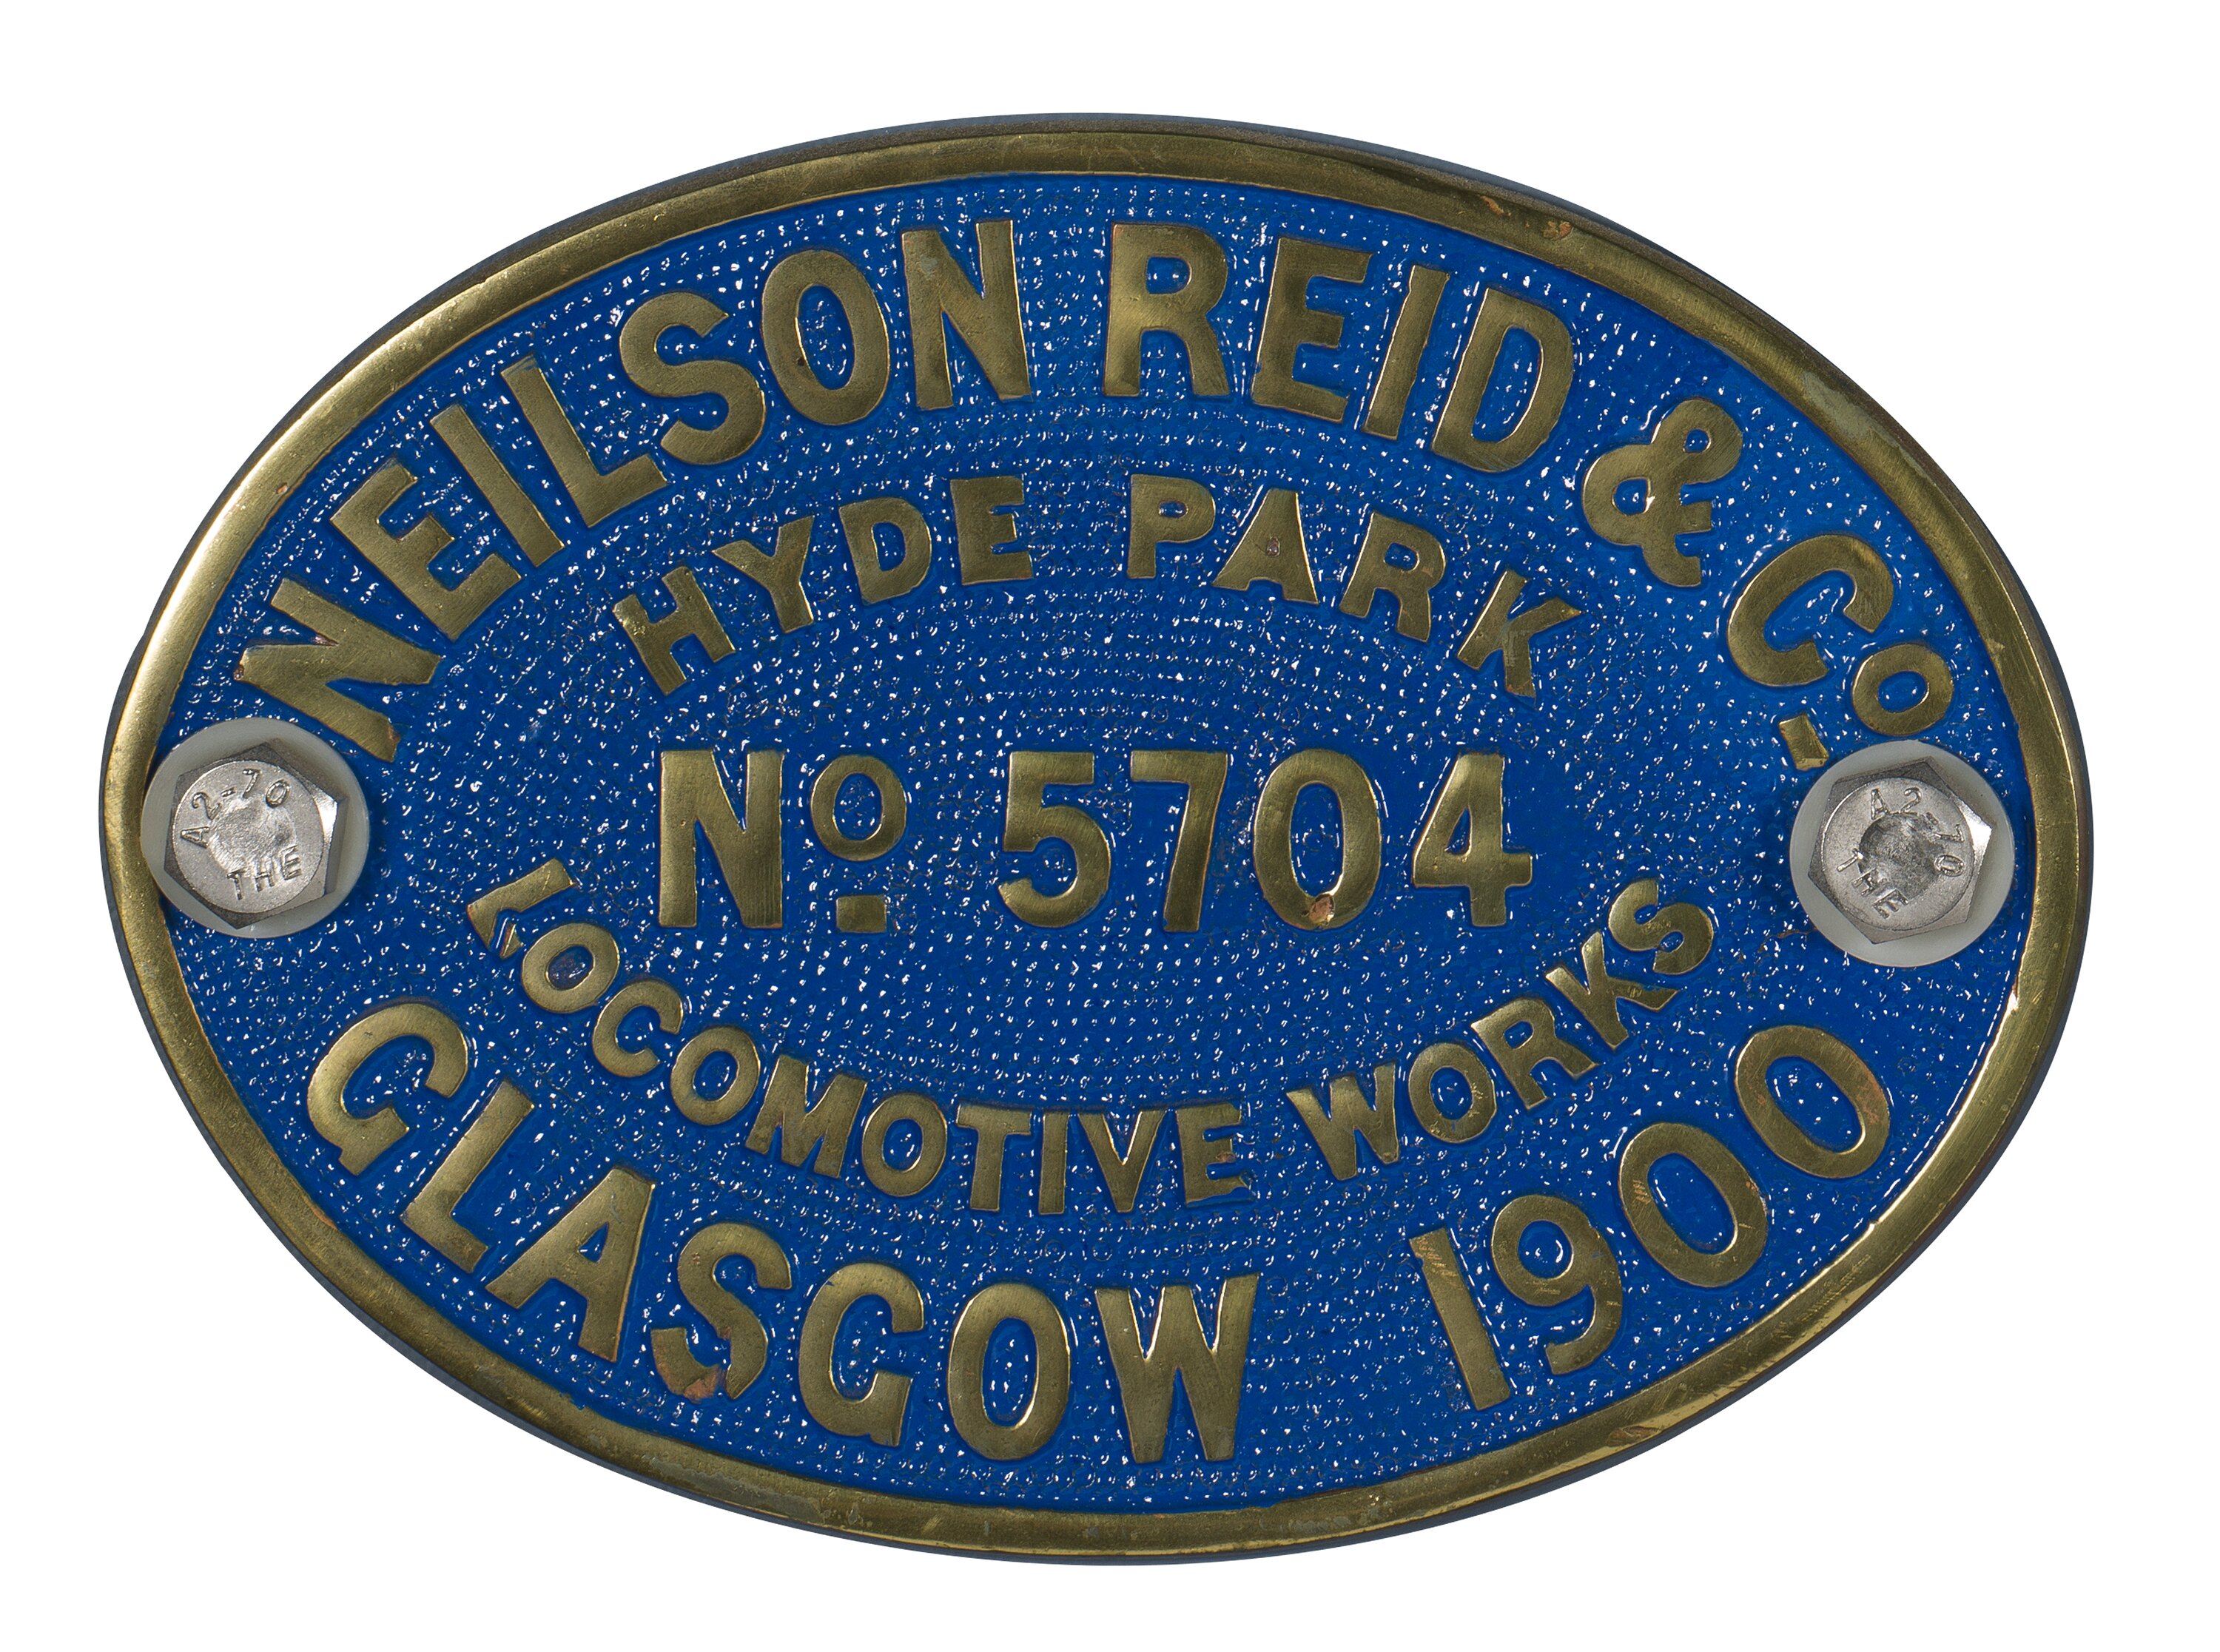 NEILSON REID & Co.
HYDE PARK
No. 5704
LOCOMOTIVE WORKS
GLASGOW 1900
A2-70
THE
A2-70
THE